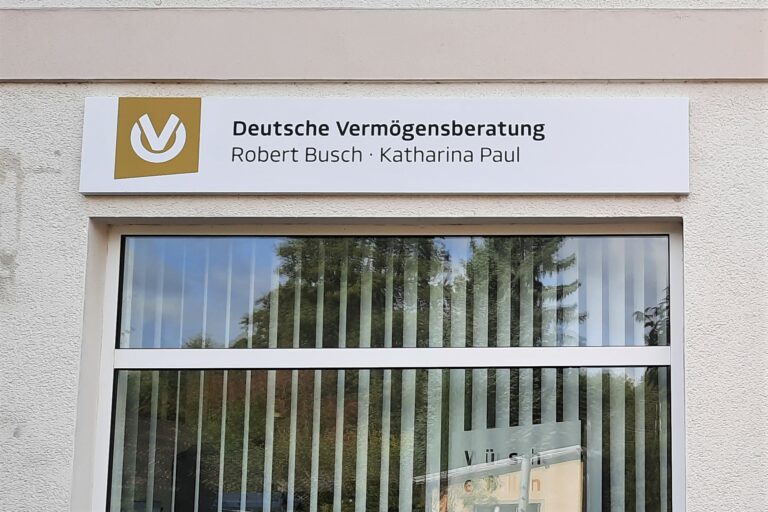 Deutsche Vermögensberatung
Robert Busch · Katharina Paul